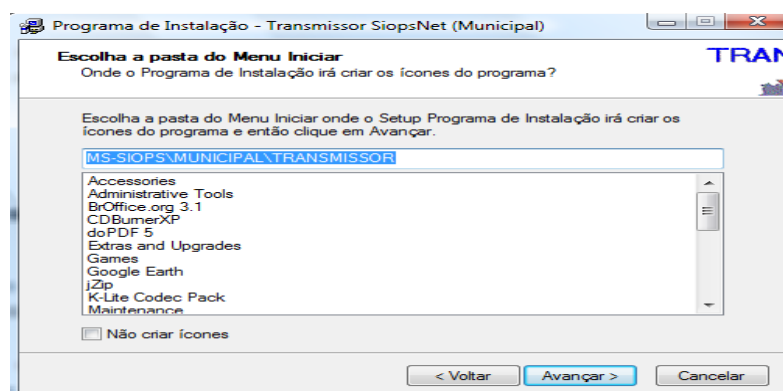 Programa de Instalação - Transmissor SiopsNet (Municipal)
Escolha a pasta do Menu Iniciar
Onde o Programa de Instalação irá criar os ícones do programa?
TRAN
Escolha a pasta do Menu Iniciar onde o Setup Programa de Instalação irá criar os
ícones do programa e então clique em Avançar.
MS-SIOPS\MUNICIPAL\TRANSMISSOR
Accessories
Administrative Tools
BrOffice.org 3.1
CDBurnerXP
doPDF 5
Extras and Upgrades
Games
Google Earth
jZip
K-Lite Codec Pack
Maintenance
Não criar ícones
< Voltar
Avançar >
Cancelar